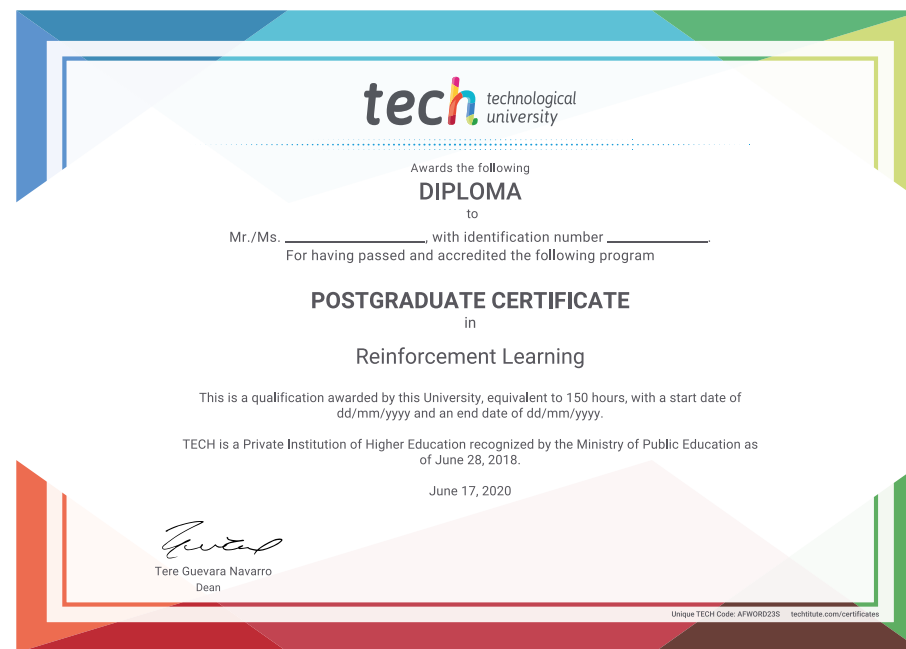 tech technological
university
Awards the following
DIPLOMA
to
Mr./Ms. ____________________, with identification number ______________.
For having passed and accredited the following program
POSTGRADUATE CERTIFICATE
in
Reinforcement Learning
This is a qualification awarded by this University, equivalent to 150 hours, with a start date of
dd/mm/yyyy and an end date of dd/mm/yyyy.
TECH is a Private Institution of Higher Education recognized by the Ministry of Public Education as
of June 28, 2018.
June 17, 2020
Tere Guevara Navarro
Dean
Unique TECH Code: AFWORD23S techtitute.com/certificates